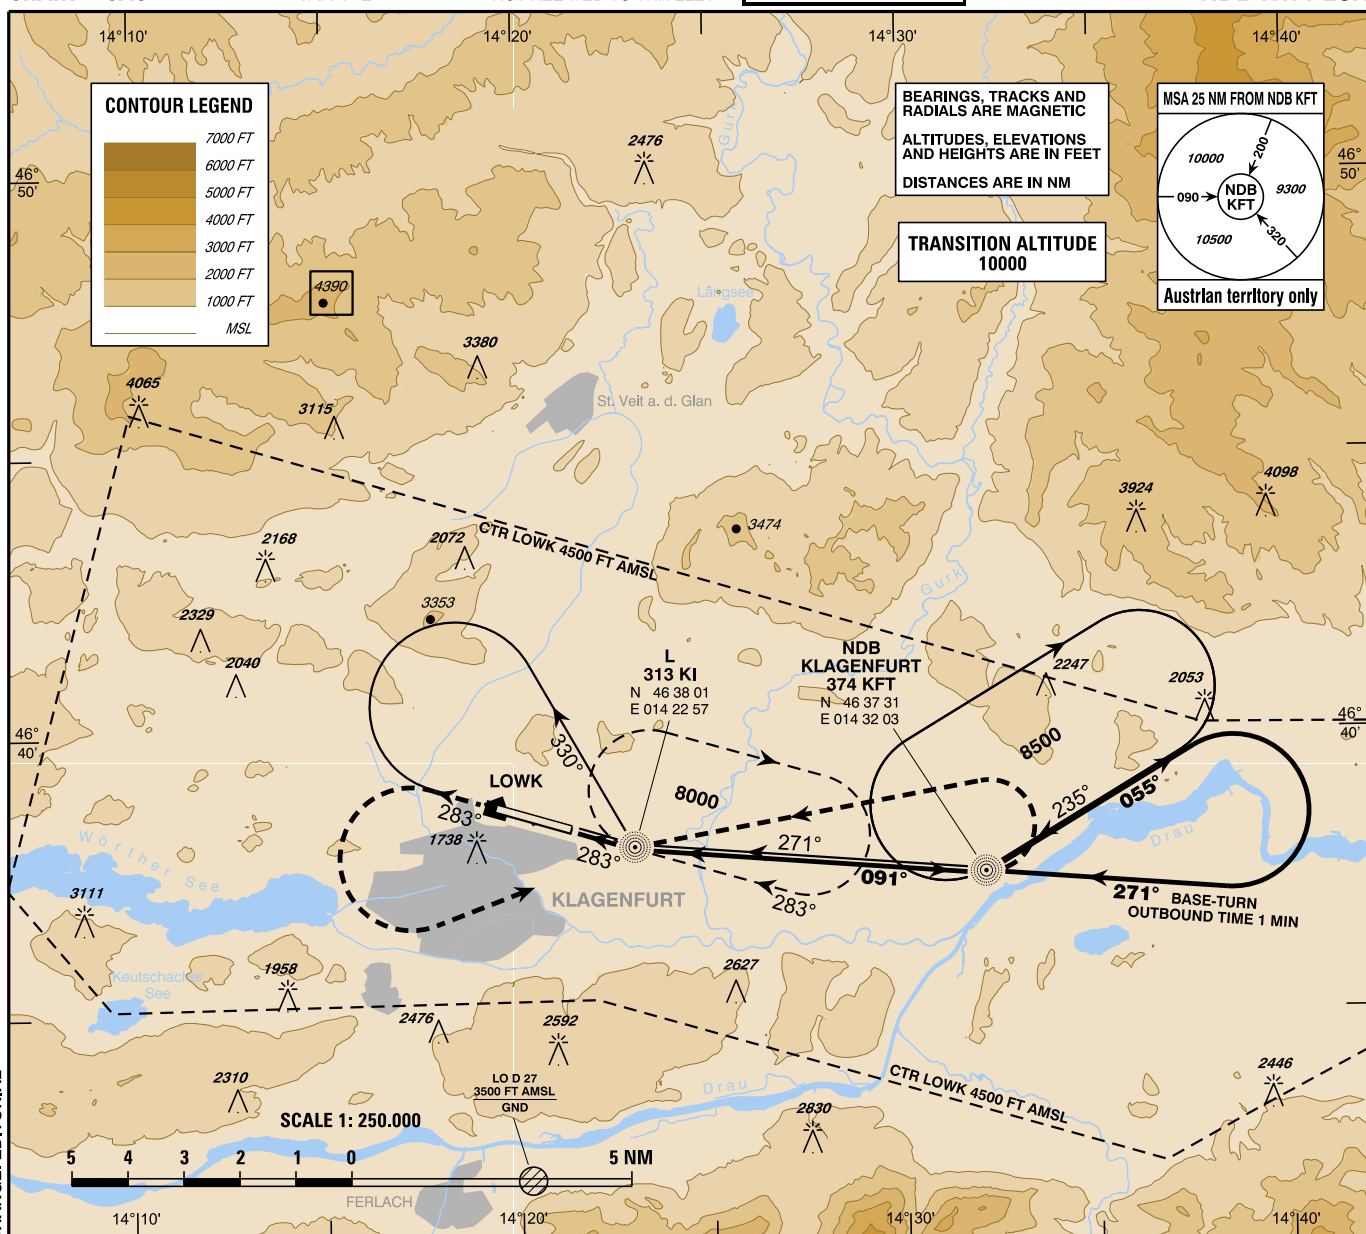 14°10'
14°20'
14°30'
14°40'
CONTOUR LEGEND
7000 FT
6000 FT
5000 FT
4000 FT
3000 FT
2000 FT
1000 FT
MSL
BEARINGS, TRACKS AND
RADIALS ARE MAGNETIC
ALTITUDES, ELEVATIONS
AND HEIGHTS ARE IN FEET
DISTANCES ARE IN NM
TRANSITION ALTITUDE
10000
MSA 25 NM FROM NDB KFT
10000
200
9300
090
NDB
KFT
320
10500
Austrian territory only
46°
50'
46°
50'
Gurk
2476
4390
Längsee
3380
4065
3115
St. Veit a. d. Glan
4098
3924
3474
CTR LOWK 4500 FT AMSL
2168
2072
Gurk
3353
2329
2040
L
313 KI
N 46 38 01
E 014 22 57
NDB
KLAGENFURT
374 KFT
N 46 37 31
E 014 32 03
2247
2053
46°
40'
46°
40'
330°
8500
LOWK
8000
235°
055°
283°
1738
283°
271°
091°
283°
Drau
Wörther See
KLAGENFURT
271° BASE-TURN
OUTBOUND TIME 1 MIN
3111
Keutschacher
See
1958
2627
2476
2592
2310
LO D 27
3500 FT AMSL
GND
Drau
CTR LOWK 4500 FT AMSL
2446
2830
SCALE 1: 250.000
5 4 3 2 1 0 5 NM
FERLACH
14°10'
14°20'
14°30'
14°40'